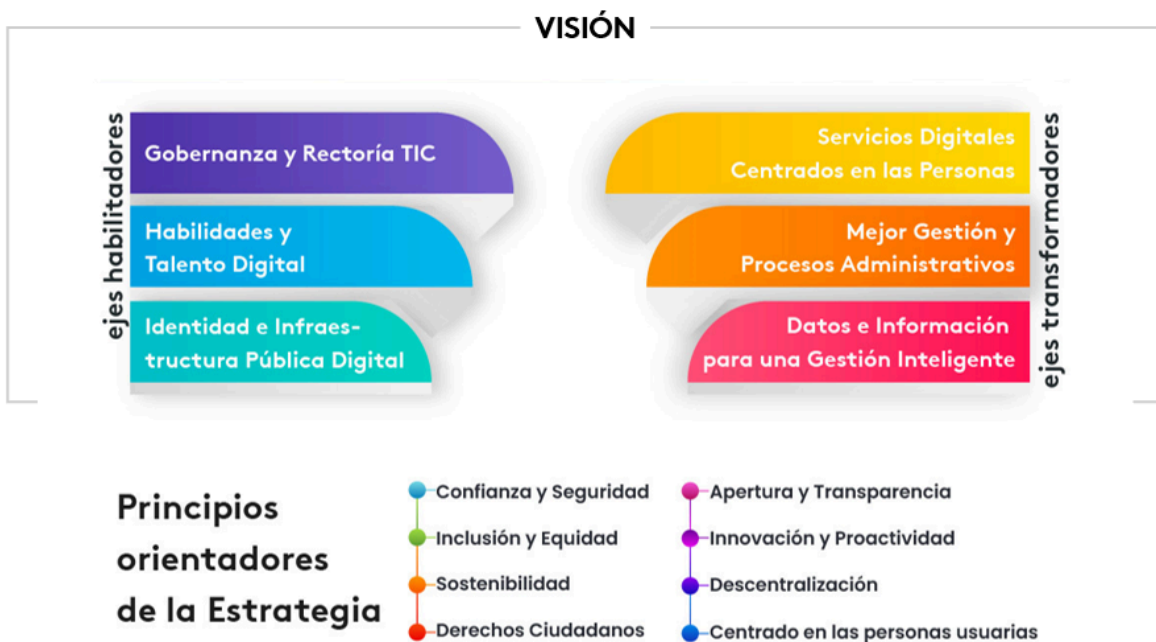 VISIÓN
ejes habilitadores
Gobernanza y Rectoría TIC
Habilidades y
Talento Digital
Identidad e Infraes-
tructura Pública Digital
Servicios Digitales
Centrados en las Personas
Mejor Gestión y
Procesos Administrativos
Datos e Información
para una Gestión Inteligente
ejes transformadores
Principios
orientadores
de la Estrategia
Confianza y Seguridad
Inclusión y Equidad
Sostenibilidad
Derechos Ciudadanos
Apertura y Transparencia
Innovación y Proactividad
Descentralización
Centrado en las personas usuarias